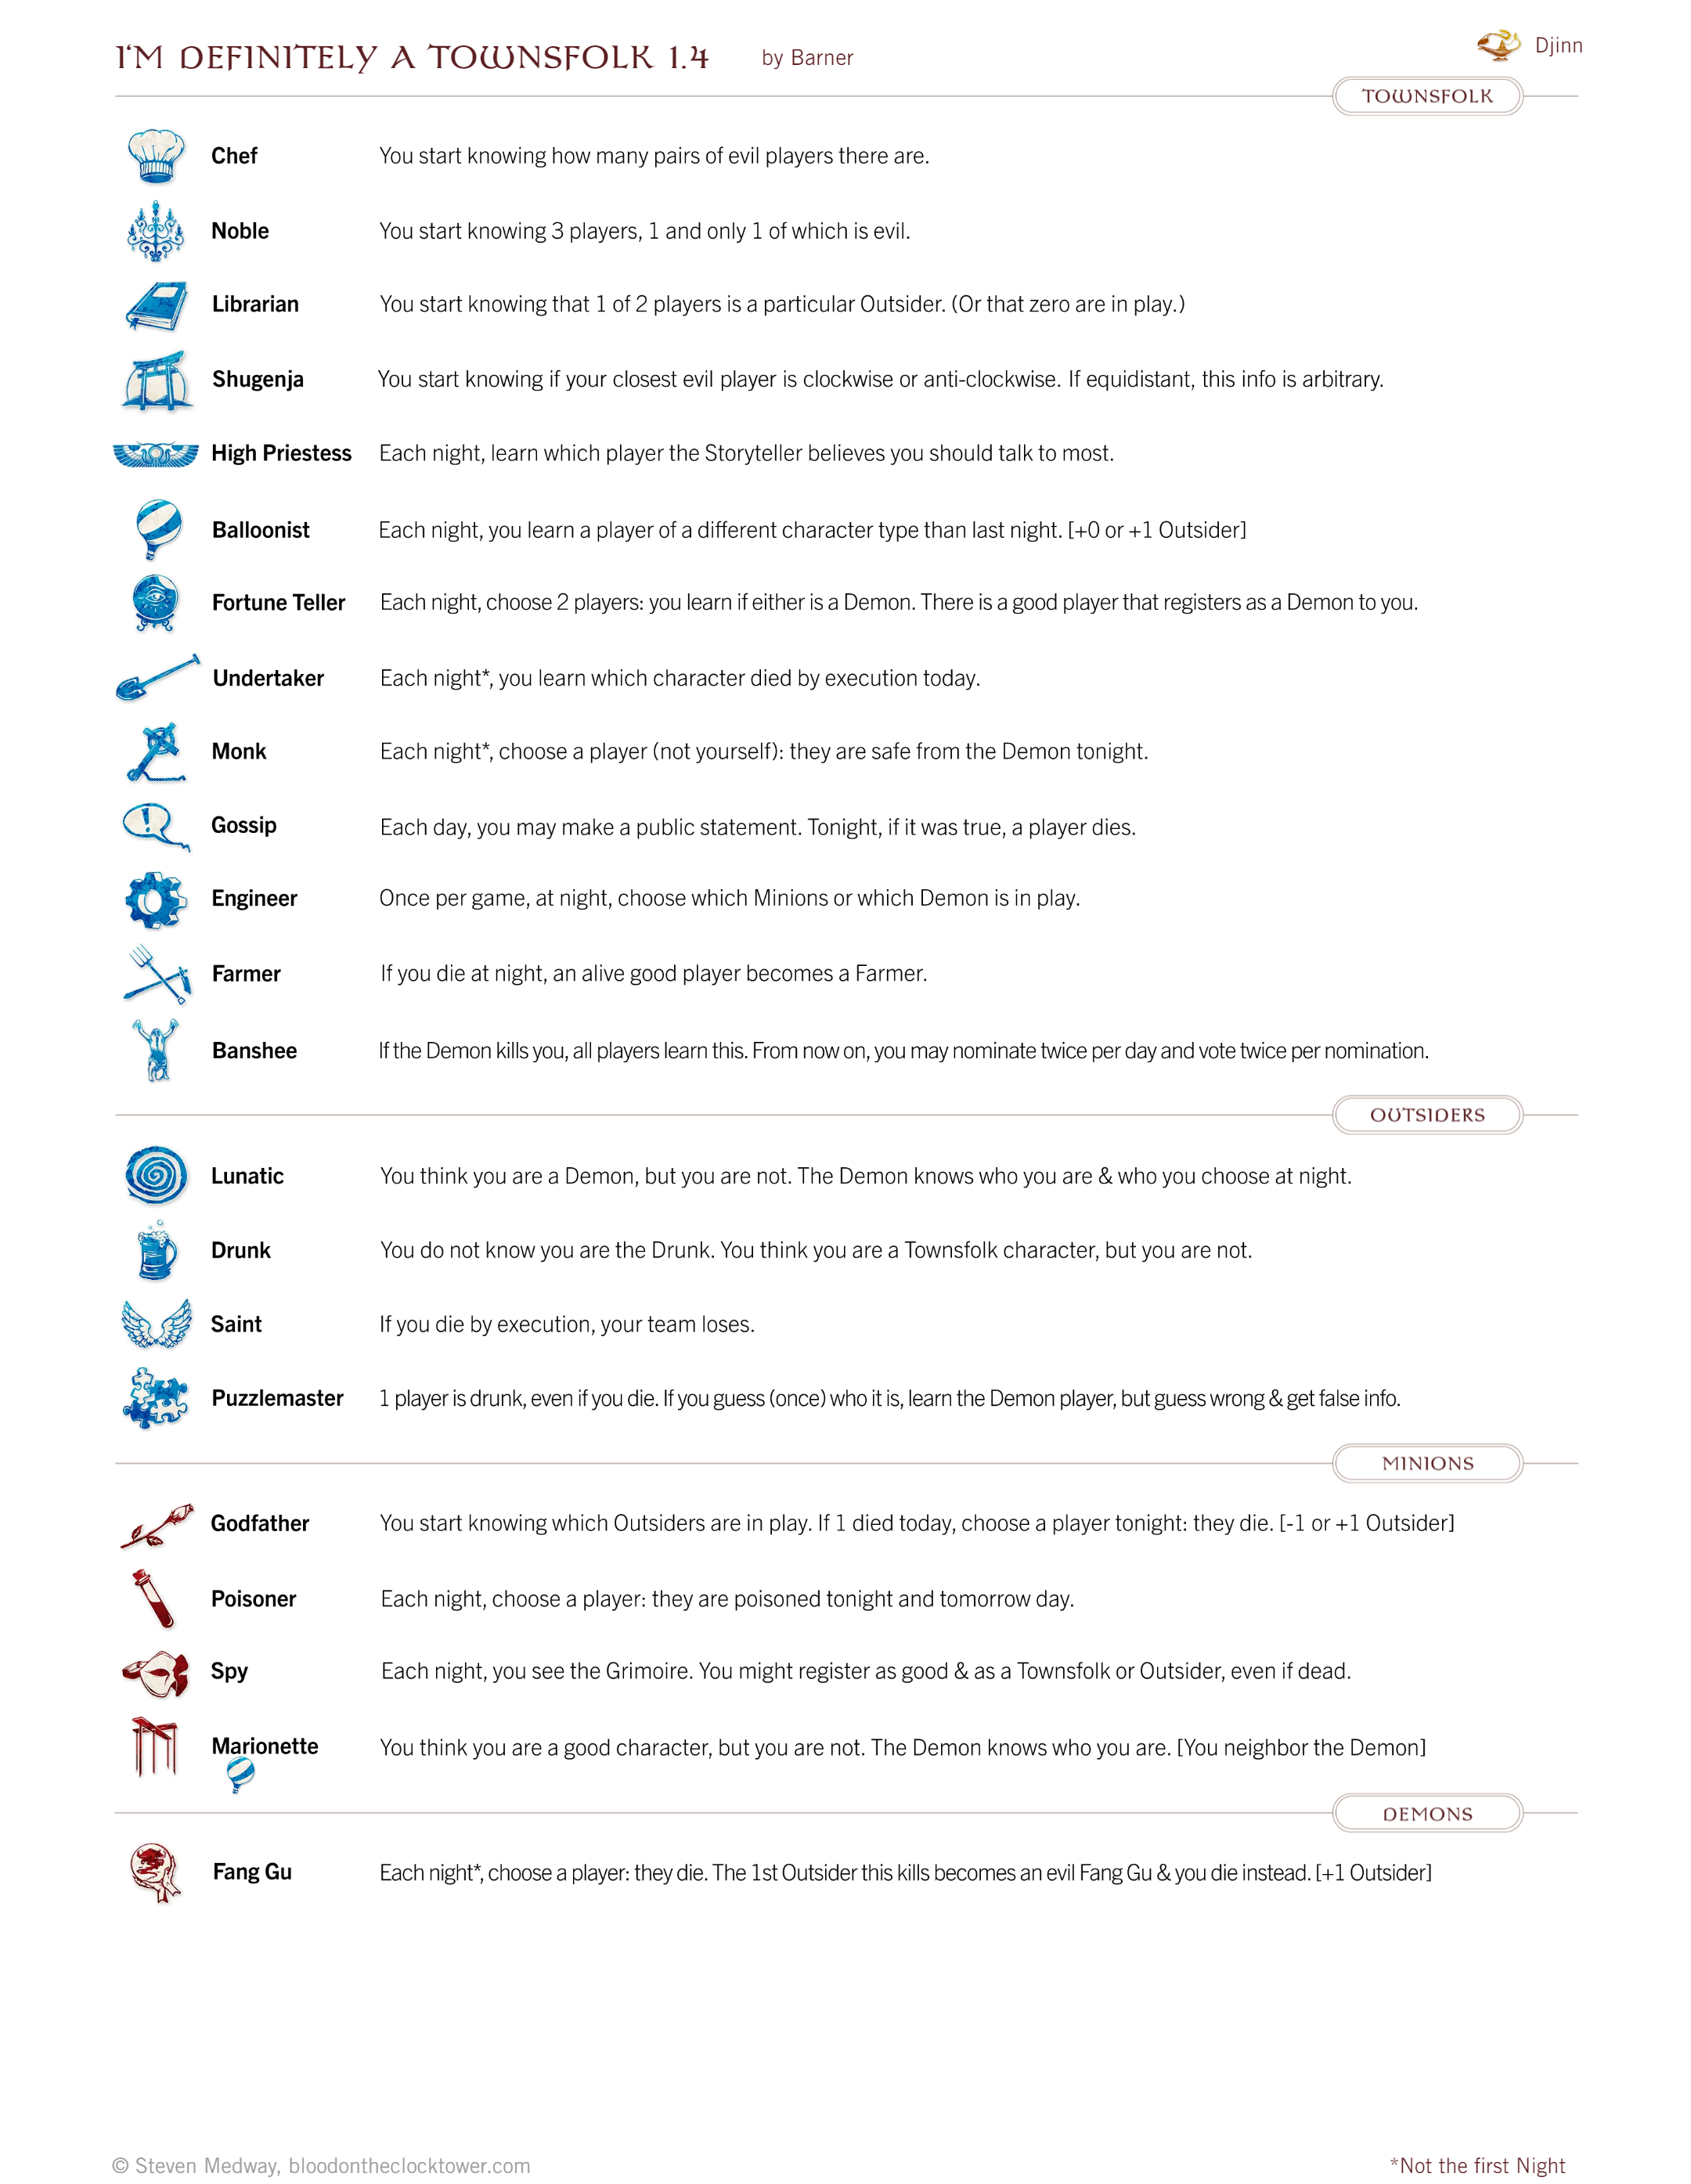 I'M DEFINITELY A TOWNSFOLK 1.4 by Barner Djinn
TOWNSFOLK
Chef You start knowing how many pairs of evil players there are.
Noble You start knowing 3 players, 1 and only 1 of which is evil.
Librarian You start knowing that 1 of 2 players is a particular Outsider. (Or that zero are in play.)
Shugenja You start knowing if your closest evil player is clockwise or anti-clockwise. If equidistant, this info is arbitrary.
High Priestess Each night, learn which player the Storyteller believes you should talk to most.
Balloonist Each night, you learn a player of a different character type than last night. [+0 or +1 Outsider]
Fortune Teller Each night, choose 2 players: you learn if either is a Demon. There is a good player that registers as a Demon to you.
Undertaker Each night*, you learn which character died by execution today.
Monk Each night*, choose a player (not yourself): they are safe from the Demon tonight.
Gossip Each day, you may make a public statement. Tonight, if it was true, a player dies.
Engineer Once per game, at night, choose which Minions or which Demon is in play.
Farmer If you die at night, an alive good player becomes a Farmer.
Banshee If the Demon kills you, all players learn this. From now on, you may nominate twice per day and vote twice per nomination.
OUTSIDERS
Lunatic You think you are a Demon, but you are not. The Demon knows who you are & who you choose at night.
Drunk You do not know you are the Drunk. You think you are a Townsfolk character, but you are not.
Saint If you die by execution, your team loses.
Puzzlemaster 1 player is drunk, even if you die. If you guess (once) who it is, learn the Demon player, but guess wrong & get false info.
MINIONS
Godfather You start knowing which Outsiders are in play. If 1 died today, choose a player tonight: they die. [-1 or +1 Outsider]
Poisoner Each night, choose a player: they are poisoned tonight and tomorrow day.
Spy Each night, you see the Grimoire. You might register as good & as a Townsfolk or Outsider, even if dead.
Marionette You think you are a good character, but you are not. The Demon knows who you are. [You neighbor the Demon]
DEMONS
Fang Gu Each night*, choose a player: they die. The 1st Outsider this kills becomes an evil Fang Gu & you die instead. [+1 Outsider]
© Steven Medway, bloodontheclocktower.com *Not the first Night